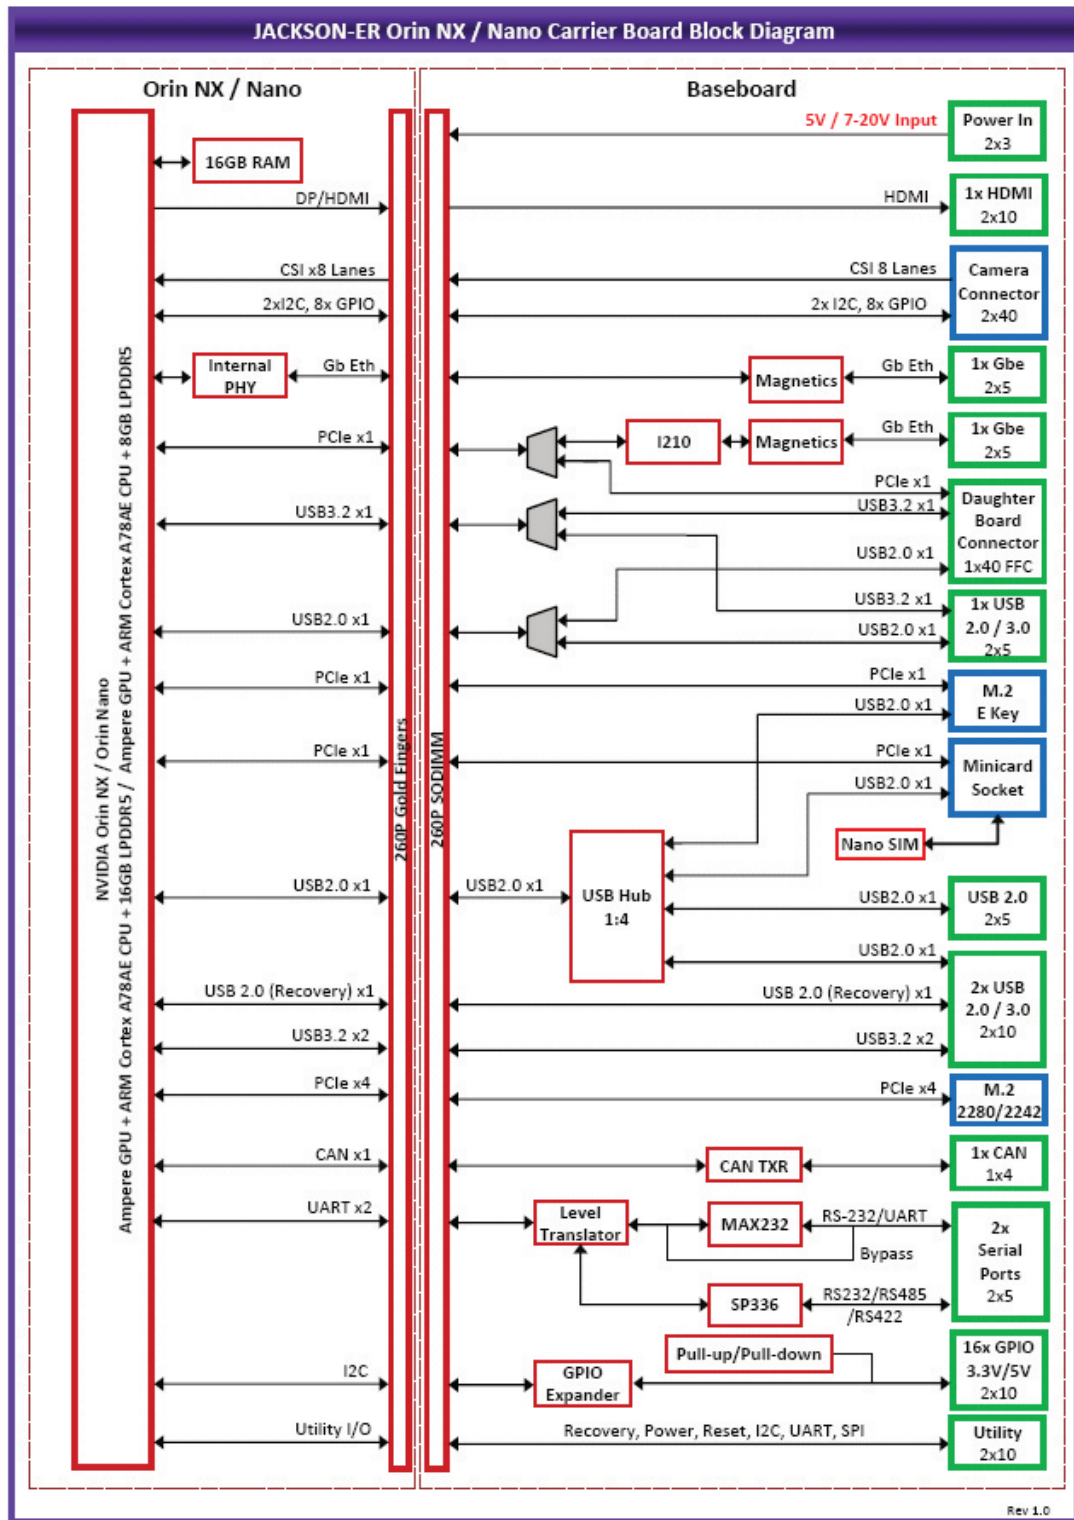 JACKSON-ER Orin NX / Nano Carrier Board Block Diagram
Orin NX / Nano
Baseboard
5V / 7-20V Input
Power In
2x3
16GB RAM
DP/HDMI
HDMI
1x HDMI
2x10
CSI x8 Lanes
CSI 8 Lanes
2xI2C, 8x GPIO
2x I2C, 8x GPIO
Camera
Connector
2x40
Internal
PHY
Gb Eth
Magnetics
Gb Eth
1x Gbe
2x5
PCIe x1
I210
Magnetics
Gb Eth
1x Gbe
2x5
PCIe x1
USB3.2 x1
USB3.2 x1
USB2.0 x1
Daughter
Board
Connector
1x40 FFC
USB2.0 x1
USB3.2 x1
USB2.0 x1
1x USB
2.0 / 3.0
2x5
PCIe x1
PCIe x1
USB2.0 x1
M.2
E Key
PCIe x1
PCIe x1
USB2.0 x1
Minicard
Socket
Nano SIM
NVIDIA Orin NX / Orin Nano
Ampere GPU + ARM Cortex A78AE CPU + 16GB LPDDR5 / Ampere GPU + ARM Cortex A78AE CPU + 8GB LPDDR5
260P Gold Fingers
260P SODIMM
USB2.0 x1
USB2.0 x1
USB Hub
1:4
USB2.0 x1
USB 2.0
2x5
USB2.0 x1
USB 2.0 (Recovery) x1
USB 2.0 (Recovery) x1
USB3.2 x2
USB3.2 x2
2x USB
2.0 / 3.0
2x10
PCIe x4
PCIe x4
M.2
2280/2242
CAN x1
CAN TXR
1x CAN
1x4
UART x2
Level
Translator
MAX232
RS-232/UART
Bypass
SP336
RS232/RS485
/RS422
2x
Serial
Ports
2x5
Pull-up/Pull-down
I2C
GPIO
Expander
16x GPIO
3.3V/5V
2x10
Utility I/O
Recovery, Power, Reset, I2C, UART, SPI
Utility
2x10
Rev 1.0